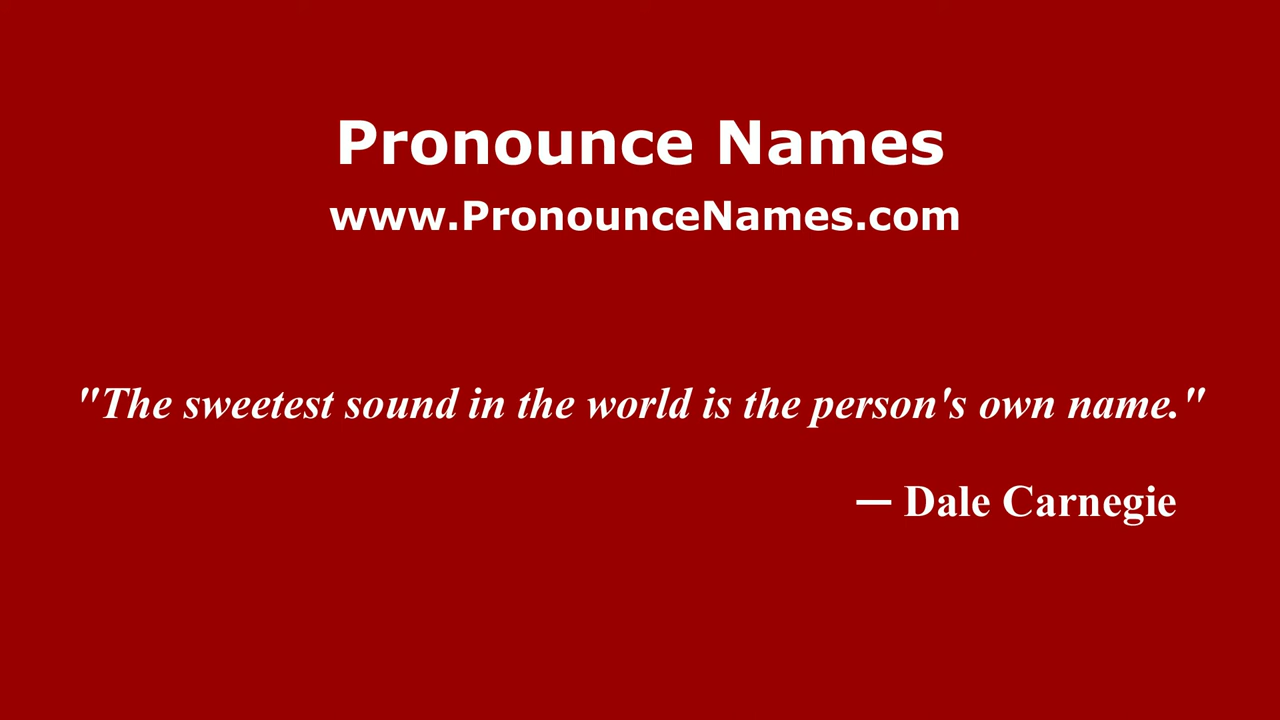 Pronounce Names
www.PronounceNames.com
"The sweetest sound in the world is the person's own name."
— Dale Carnegie